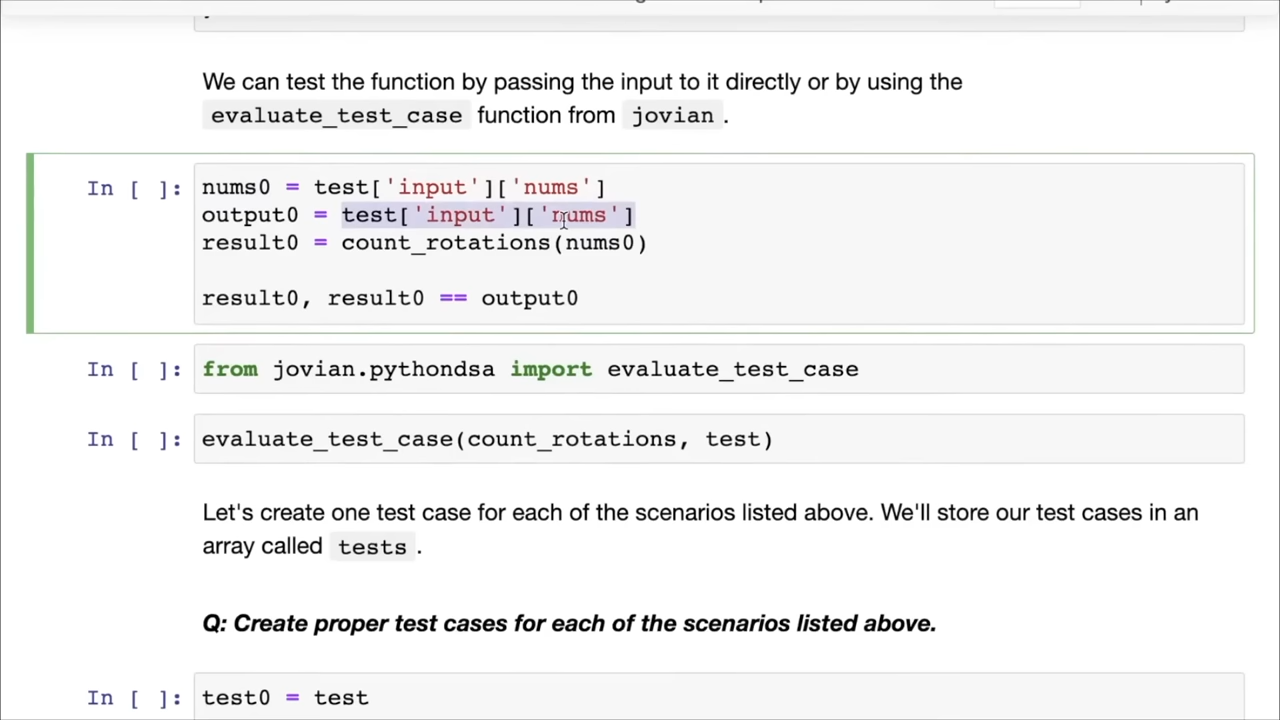 We can test the function by passing the input to it directly or by using the
evaluate_test_case function from jovian .
In [ ]: nums0 = test['input']['nums']
output0 = test['input']['nums']
result0 = count_rotations(nums0)
result0, result0 == output0
In [ ]: from jovian.pythondsa import evaluate_test_case
In [ ]: evaluate_test_case(count_rotations, test)
Let's create one test case for each of the scenarios listed above. We'll store our test cases in an
array called tests .
Q: Create proper test cases for each of the scenarios listed above.
In [ ]: test0 = test